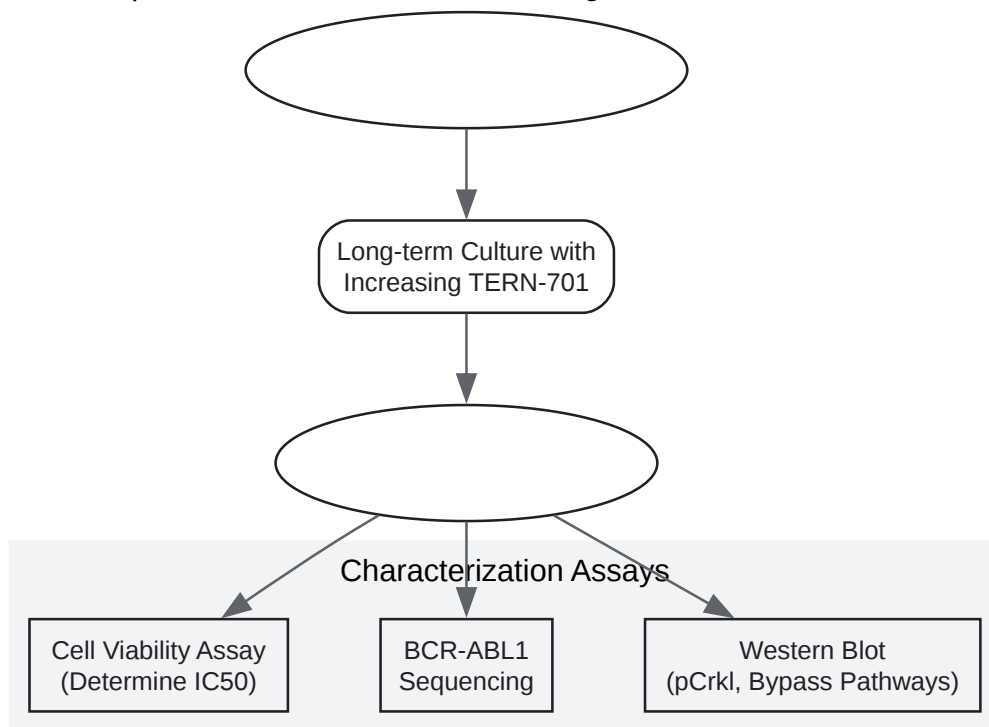 Long-term Culture with
Increasing TERN-701
Characterization Assays
Cell Viability Assay
(Determine IC50)
BCR-ABL1
Sequencing
Western Blot
(pCrkl, Bypass Pathways)